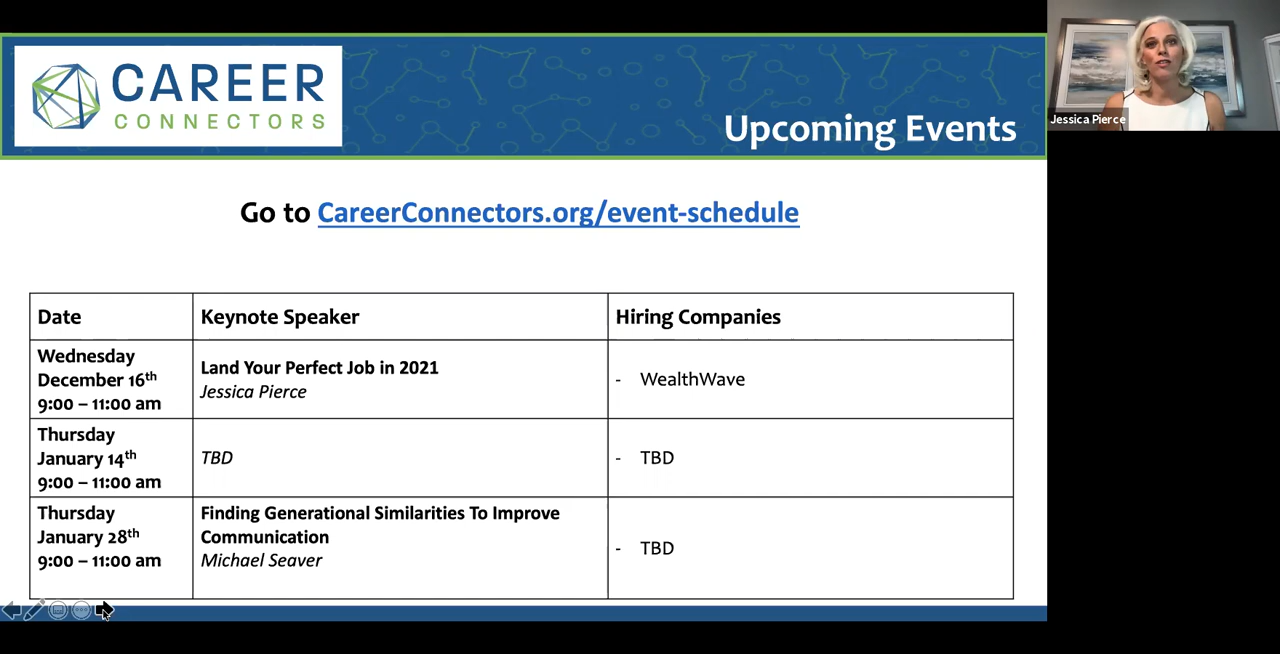 CAREER
CONNECTORS
Upcoming Events
Jessica Pierce
Go to CareerConnectors.org/event-schedule
Date Keynote Speaker Hiring Companies
Wednesday
December 16th
9:00 – 11:00 am
Land Your Perfect Job in 2021
Jessica Pierce
- WealthWave
Thursday
January 14th
9:00 – 11:00 am
TBD
- TBD
Thursday
January 28th
9:00 – 11:00 am
Finding Generational Similarities To Improve
Communication
Michael Seaver
- TBD